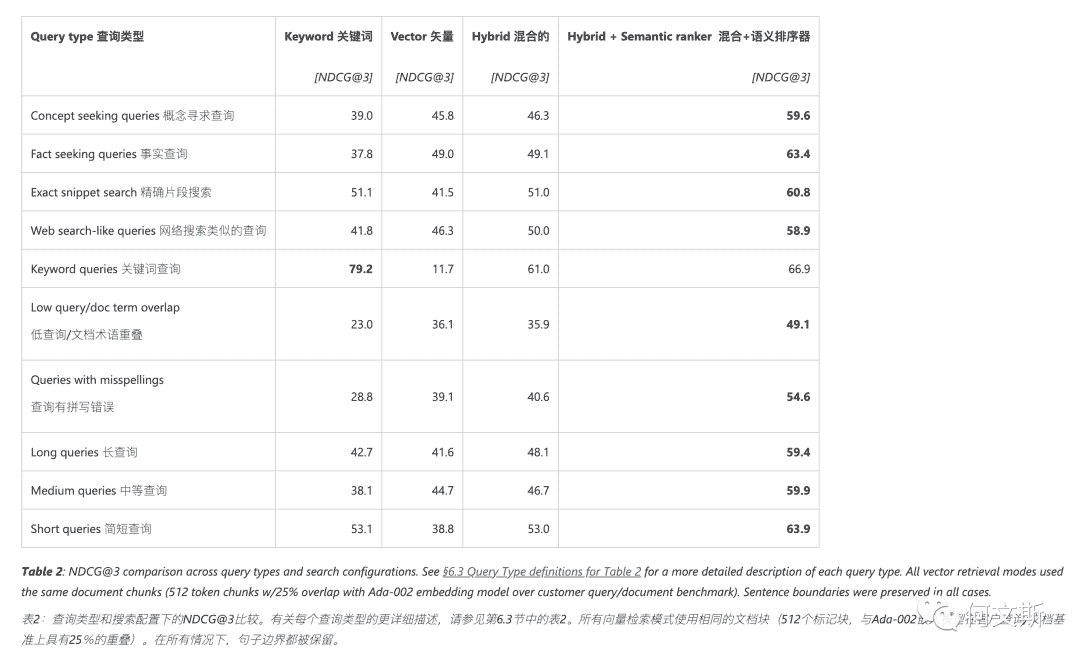 Query type 查询类型 Keyword 关键词 Vector 矢量 Hybrid 混合的 Hybrid + Semantic ranker 混合+语义排序器
[NDCG@3] [NDCG@3] [NDCG@3] [NDCG@3]
Concept seeking queries 概念寻求查询 39.0 45.8 46.3 59.6
Fact seeking queries 事实查询 37.8 49.0 49.1 63.4
Exact snippet search 精确片段搜索 51.1 41.5 51.0 60.8
Web search-like queries 网络搜索类似的查询 41.8 46.3 50.0 58.9
Keyword queries 关键词查询 79.2 11.7 61.0 66.9
Low query/doc term overlap
低查询/文档术语重叠 23.0 36.1 35.9 49.1
Queries with misspellings
查询有拼写错误 28.8 39.1 40.6 54.6
Long queries 长查询 42.7 41.6 48.1 59.4
Medium queries 中等查询 38.1 44.7 46.7 59.9
Short queries 简短查询 53.1 38.8 53.0 63.9
Table 2: NDCG@3 comparison across query types and search configurations. See §6.3 Query Type definitions for Table 2 for a more detailed description of each query type. All vector retrieval modes used
the same document chunks (512 token chunks w/25% overlap with Ada-002 embedding model over customer query/document benchmark). Sentence boundaries were preserved in all cases.
表2：查询类型和搜索配置下的NDCG@3比较。有关每个查询类型的更详细描述，请参见第6.3节中的表2。所有向量检索模式使用相同的文档块（512个标记块，与Ada-002嵌 文档基
准上具有25％的重叠）。在所有情况下，句子边界都被保留。
何文斯